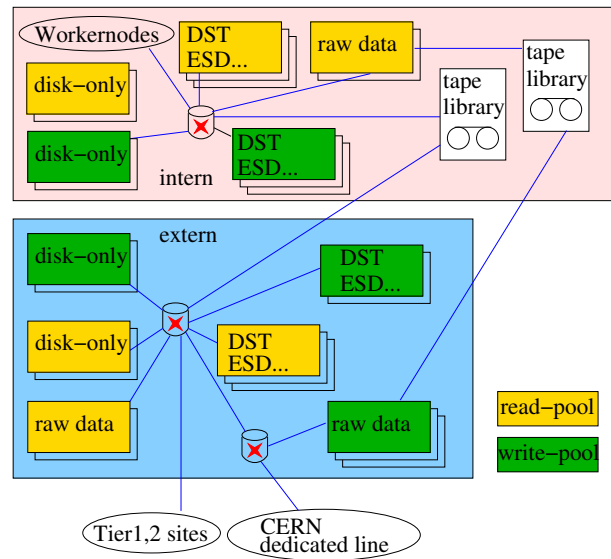 Workernodes
DST
ESD...
raw data
tape
library
tape
library
disk-only
disk-only
DST
ESD...
intern
extern
disk-only
DST
ESD...
disk-only
DST
ESD...
raw data
raw data
read-pool
write-pool
Tier1,2 sites
CERN
dedicated line